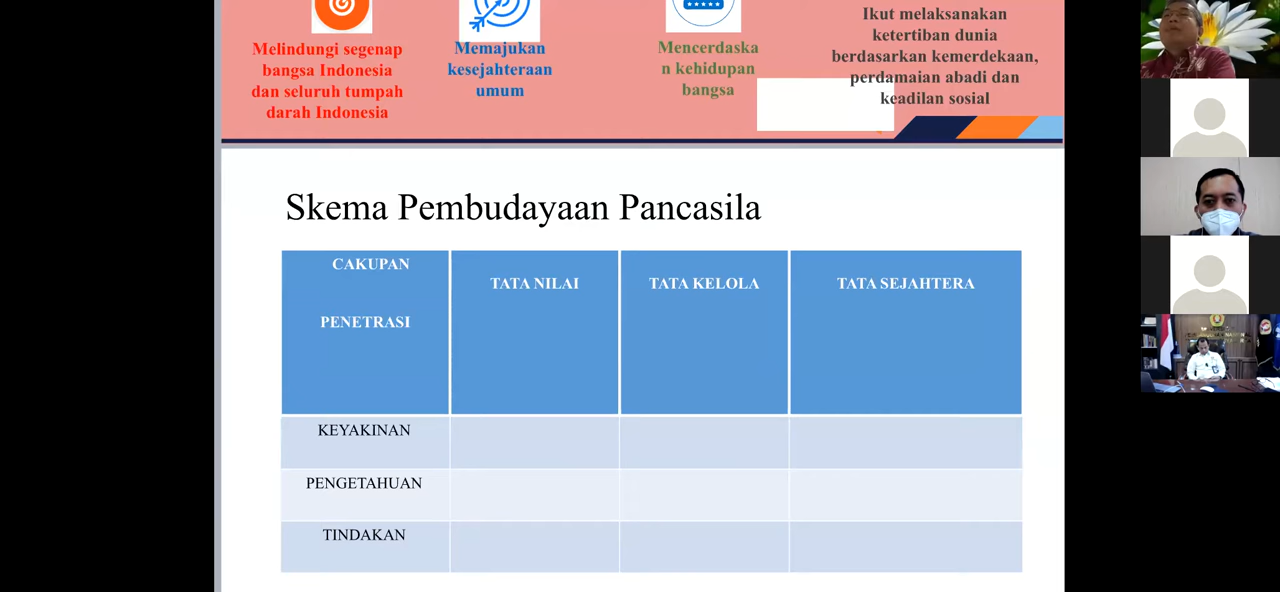 Melindungi segenap
bangsa Indonesia
dan seluruh tumpah
darah Indonesia
Memajukan
kesejahteraan
umum
Mencerdaska
n kehidupan
bangsa
Ikut melaksanakan
ketertiban dunia
berdasarkan kemerdekaan,
perdamaian abadi dan
keadilan sosial
Skema Pembudayaan Pancasila
CAKUPAN
PENETRASI
TATA NILAI
TATA KELOLA
TATA SEJAHTERA
KEYAKINAN
PENGETAHUAN
TINDAKAN